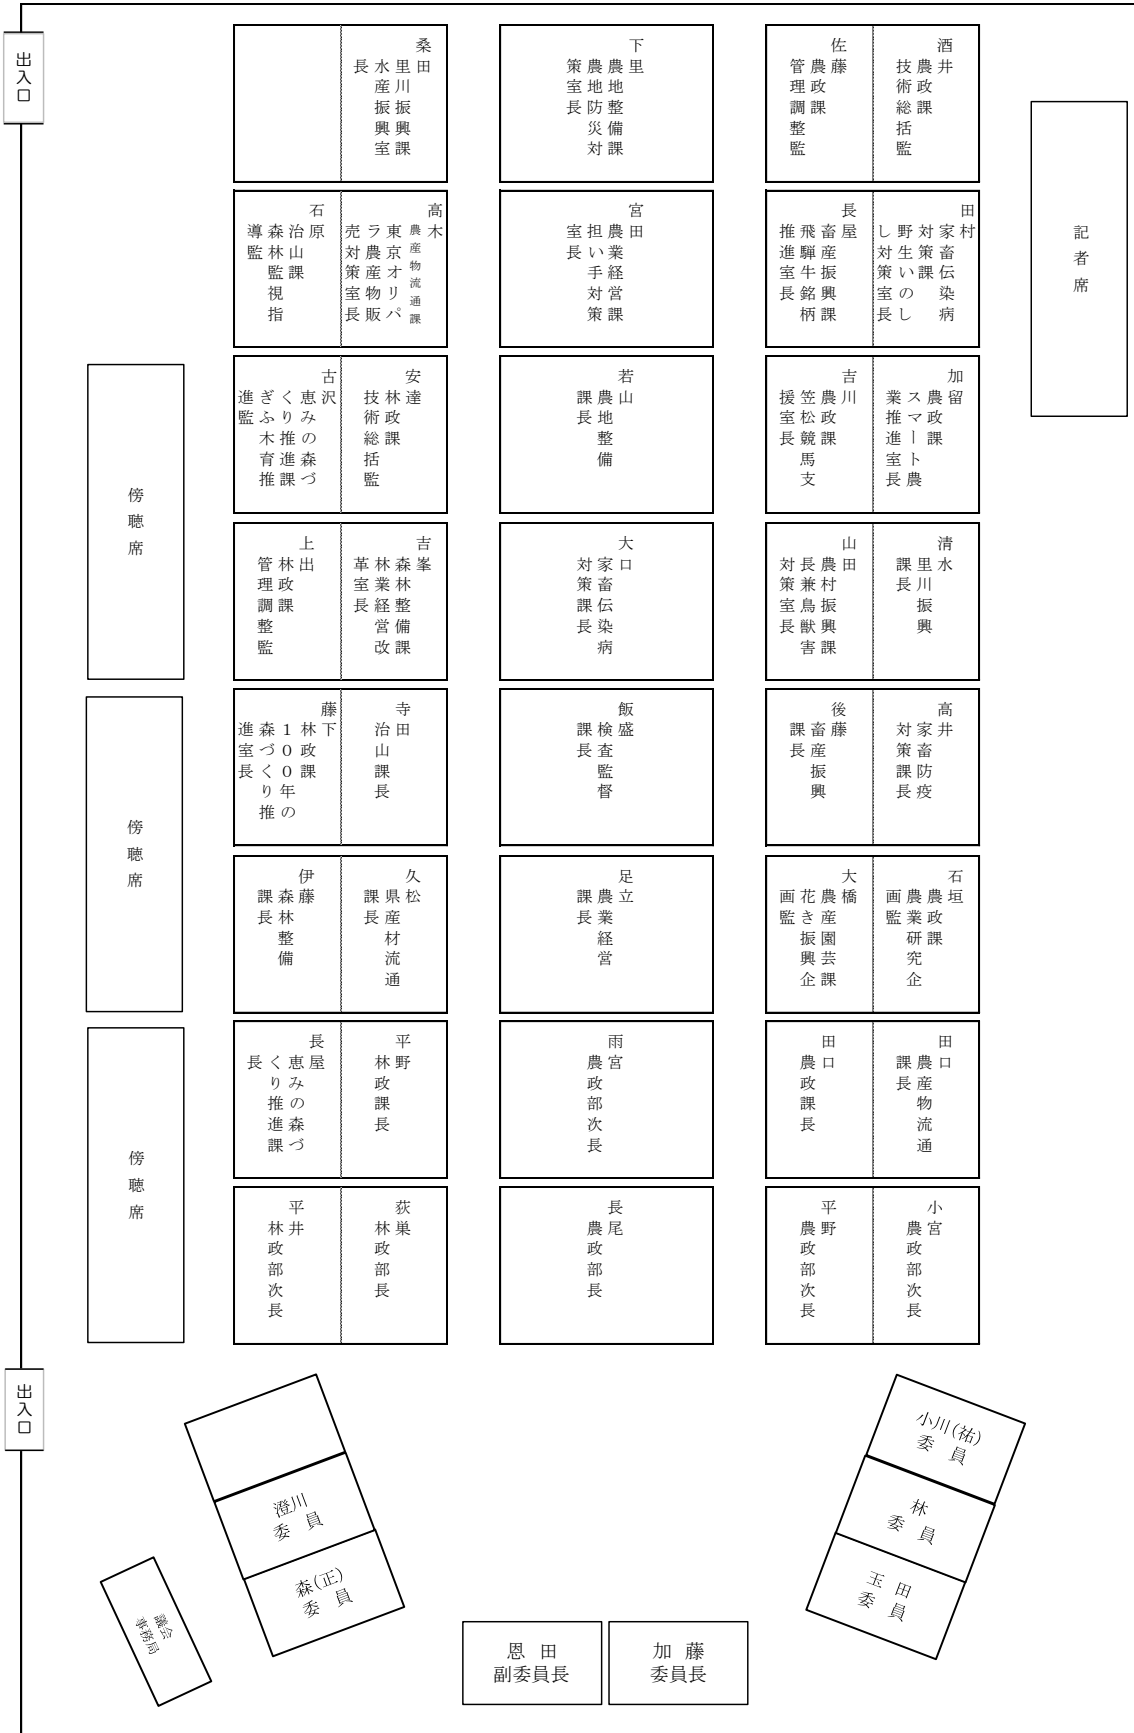 出入口
桑田
里川振興課
水産振興室
長
下里
農地整備課
農地防災対
策室長
佐藤
農政課
管理調整監
酒井
農政課
技術総括監
記者席
石原
治山課
森林監視指
導監
高木
農産物流通課
東京オリパ
ラ農産物販
売対策室長
宮田
農業経営課
担い手対策
室長
長屋
畜産振興課
飛騨牛銘柄
推進室長
田村
家畜伝染病
対策課
野生いのし
し対策室長
傍聴席
古沢
恵みの森づ
くり推進課
ぎふ木育推
進監
安達
林政課
技術総括監
若山
農地整備
課長
吉川
農政課
笠松競馬支
援室長
加留
農政課
スマート農
業推進室長
上出
林政課
管理調整監
吉峯
森林整備課
林業経営改
革室長
大口
家畜伝染病
対策課長
山田
農村振興課
長兼鳥獣害
対策室長
清水
里川振興
課長
傍聴席
藤下
林政課
100年の
森づくり推
進室長
寺田
治山課長
飯盛
検査監督
課長
後藤
畜産振興
課長
高井
家畜防疫
対策課長
伊藤
森林整備
課長
久松
県産材流通
課長
足立
農業経営
課長
大橋
農産園芸課
花き振興企
画監
石垣
農政課
農業研究企
画監
傍聴席
長屋
恵みの森づ
くり推進課
長
平野
林政課長
雨宮
農政部次長
田口
農政課長
田口
農産物流通
課長
平井
林政部次長
荻巣
林政部長
長尾
農政部長
平野
農政部次長
小宮
農政部次長
出入口
澄川
委員
森(正)
委員
小川(祐)
委員
林
委員
玉田
委員
議会
事務局
恩田
副委員長
加藤
委員長